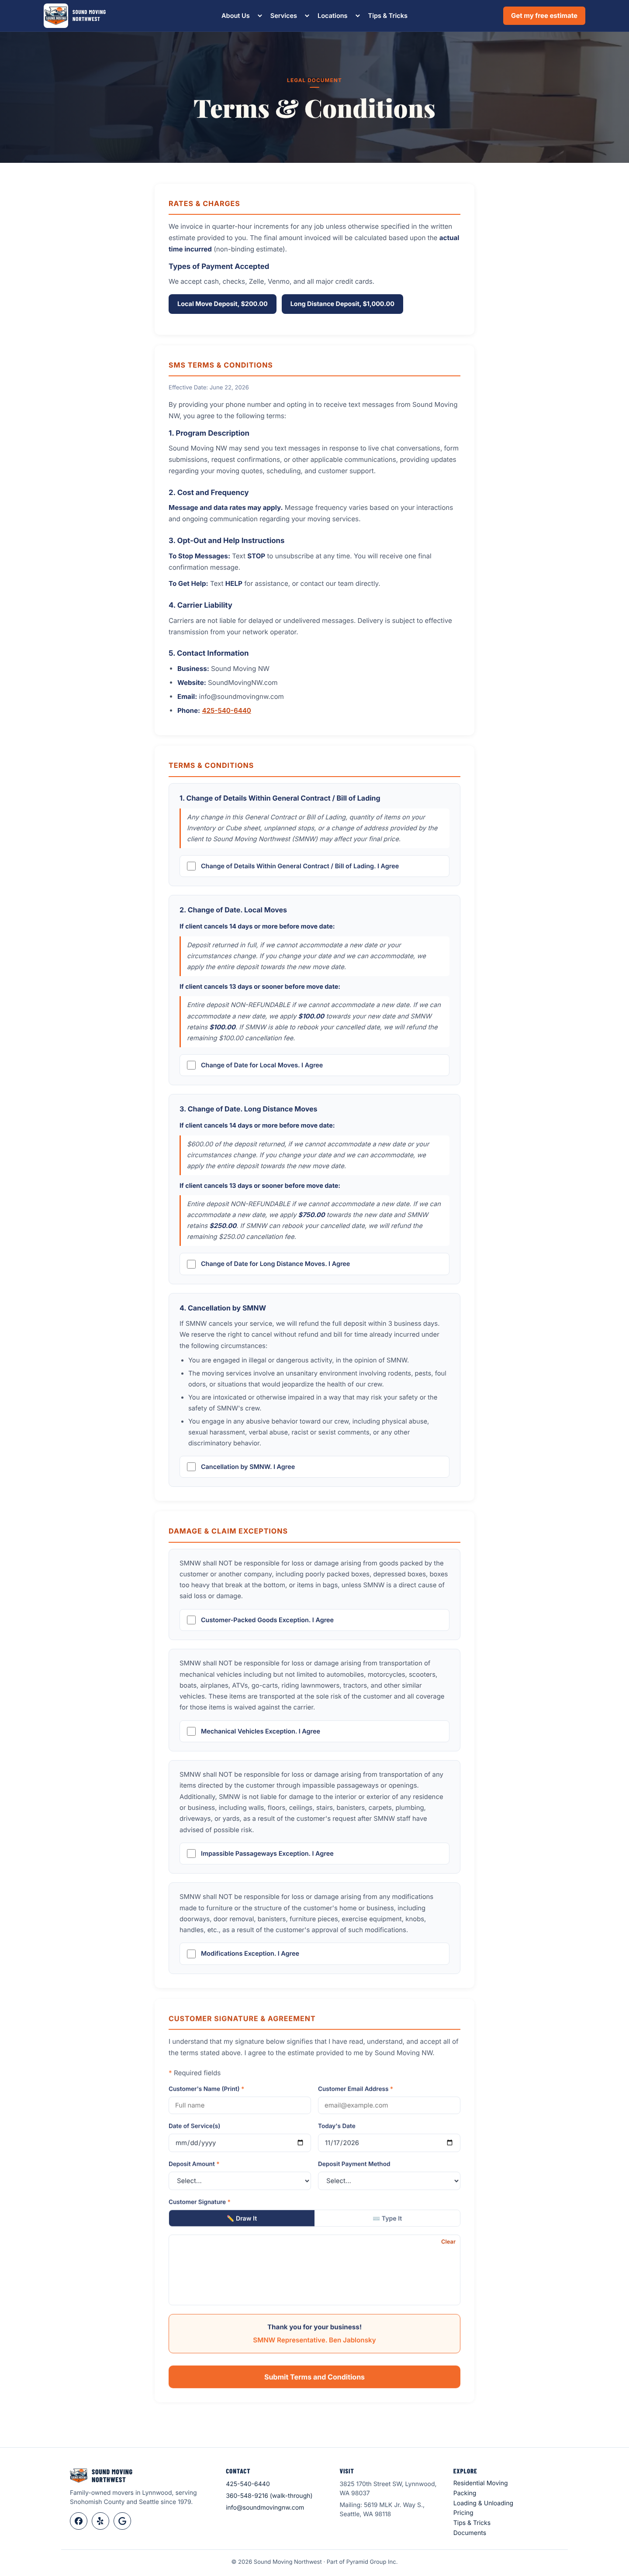 SOUND MOVING
NORTHWEST
About Us
Services
Locations
Tips & Tricks
Get my free estimate
LEGAL DOCUMENT
Terms & Conditions
RATES & CHARGES
We invoice in quarter-hour increments for any job unless otherwise specified in the written
estimate provided to you. The final amount invoiced will be calculated based upon the actual
time incurred (non-binding estimate).
Types of Payment Accepted
We accept cash, checks, Zelle, Venmo, and all major credit cards.
Local Move Deposit, $200.00
Long Distance Deposit, $1,000.00
SMS TERMS & CONDITIONS
Effective Date: June 22, 2026
By providing your phone number and opting in to receive text messages from Sound Moving
NW, you agree to the following terms:
1. Program Description
Sound Moving NW may send you text messages in response to live chat conversations, form
submissions, request confirmations, or other applicable communications, providing updates
regarding your moving quotes, scheduling, and customer support.
2. Cost and Frequency
Message and data rates may apply. Message frequency varies based on your interactions
and ongoing communication regarding your moving services.
3. Opt-Out and Help Instructions
To Stop Messages: Text STOP to unsubscribe at any time. You will receive one final
confirmation message.
To Get Help: Text HELP for assistance, or contact our team directly.
4. Carrier Liability
Carriers are not liable for delayed or undelivered messages. Delivery is subject to effective
transmission from your network operator.
5. Contact Information
• Business: Sound Moving NW
• Website: SoundMovingNW.com
• Email: info@soundmovingnw.com
• Phone: 425-540-6440
TERMS & CONDITIONS
1. Change of Details Within General Contract / Bill of Lading
Any change in this General Contract or Bill of Lading, quantity of items on your
Inventory or Cube sheet, unplanned stops, or a change of address provided by the
client to Sound Moving Northwest (SMNW) may affect your final price.
Change of Details Within General Contract / Bill of Lading. I Agree
2. Change of Date. Local Moves
If client cancels 14 days or more before move date:
Deposit returned in full, if we cannot accommodate a new date or your
circumstances change. If you change your date and we can accommodate, we
apply the entire deposit towards the new move date.
If client cancels 13 days or sooner before move date:
Entire deposit NON-REFUNDABLE if we cannot accommodate a new date. If we can
accommodate a new date, we apply $100.00 towards your new date and SMNW
retains $100.00. If SMNW is able to rebook your cancelled date, we will refund the
remaining $100.00 cancellation fee.
Change of Date for Local Moves. I Agree
3. Change of Date. Long Distance Moves
If client cancels 14 days or more before move date:
$600.00 of the deposit returned, if we cannot accommodate a new date or your
circumstances change. If you change your date and we can accommodate, we
apply the entire deposit towards the new move date.
If client cancels 13 days or sooner before move date:
Entire deposit NON-REFUNDABLE if we cannot accommodate a new date. If we can
accommodate a new date, we apply $750.00 towards the new date and SMNW
retains $250.00. If SMNW can rebook your cancelled date, we will refund the
remaining $250.00 cancellation fee.
Change of Date for Long Distance Moves. I Agree
4. Cancellation by SMNW
If SMNW cancels your service, we will refund the full deposit within 3 business days.
We reserve the right to cancel without refund and bill for time already incurred under
the following circumstances:
• You are engaged in illegal or dangerous activity, in the opinion of SMNW.
• The moving services involve an unsanitary environment involving rodents, pests, foul
odors, or situations that would jeopardize the health of our crew.
• You are intoxicated or otherwise impaired in a way that may risk your safety or the
safety of SMNW's crew.
• You engage in any abusive behavior toward our crew, including physical abuse,
sexual harassment, verbal abuse, racist or sexist comments, or any other
discriminatory behavior.
Cancellation by SMNW. I Agree
DAMAGE & CLAIM EXCEPTIONS
SMNW shall NOT be responsible for loss or damage arising from goods packed by the
customer or another company, including poorly packed boxes, depressed boxes, boxes
too heavy that break at the bottom, or items in bags, unless SMNW is a direct cause of
said loss or damage.
Customer-Packed Goods Exception. I Agree
SMNW shall NOT be responsible for loss or damage arising from transportation of
mechanical vehicles including but not limited to automobiles, motorcycles, scooters,
boats, airplanes, ATVs, go-carts, riding lawnmowers, tractors, and other similar
vehicles. These items are transported at the sole risk of the customer and all coverage
for those items is waived against the carrier.
Mechanical Vehicles Exception. I Agree
SMNW shall NOT be responsible for loss or damage arising from transportation of any
items directed by the customer through impassible passageways or openings.
Additionally, SMNW is not liable for damage to the interior or exterior of any residence
or business, including walls, floors, ceilings, stairs, banisters, carpets, plumbing,
driveways, or yards, as a result of the customer's request after SMNW staff have
advised of possible risk.
Impassible Passageways Exception. I Agree
SMNW shall NOT be responsible for loss or damage arising from any modifications
made to furniture or the structure of the customer's home or business, including
doorways, door removal, banisters, furniture pieces, exercise equipment, knobs,
handles, etc., as a result of the customer's approval of such modifications.
Modifications Exception. I Agree
CUSTOMER SIGNATURE & AGREEMENT
I understand that my signature below signifies that I have read, understand, and accept all of
the terms stated above. I agree to the estimate provided to me by Sound Moving NW.
* Required fields
Customer's Name (Print) *
Customer Email Address *
Full name
email@example.com
Date of Service(s)
Today's Date
mm/dd/yyyy
11/17/2026
Deposit Amount *
Deposit Payment Method
Select...
Select...
Customer Signature *
✏️ Draw It
⌨️ Type It
Clear
Thank you for your business!
SMNW Representative. Ben Jablonsky
Submit Terms and Conditions
SOUND MOVING
NORTHWEST
Family-owned movers in Lynnwood, serving
Snohomish County and Seattle since 1979.
CONTACT
425-540-6440
360-548-9216 (walk-through)
info@soundmovingnw.com
VISIT
3825 170th Street SW, Lynnwood,
WA 98037
Mailing: 5619 MLK Jr. Way S.,
Seattle, WA 98118
EXPLORE
Residential Moving
Packing
Loading & Unloading
Pricing
Tips & Tricks
Documents
© 2026 Sound Moving Northwest · Part of Pyramid Group Inc.